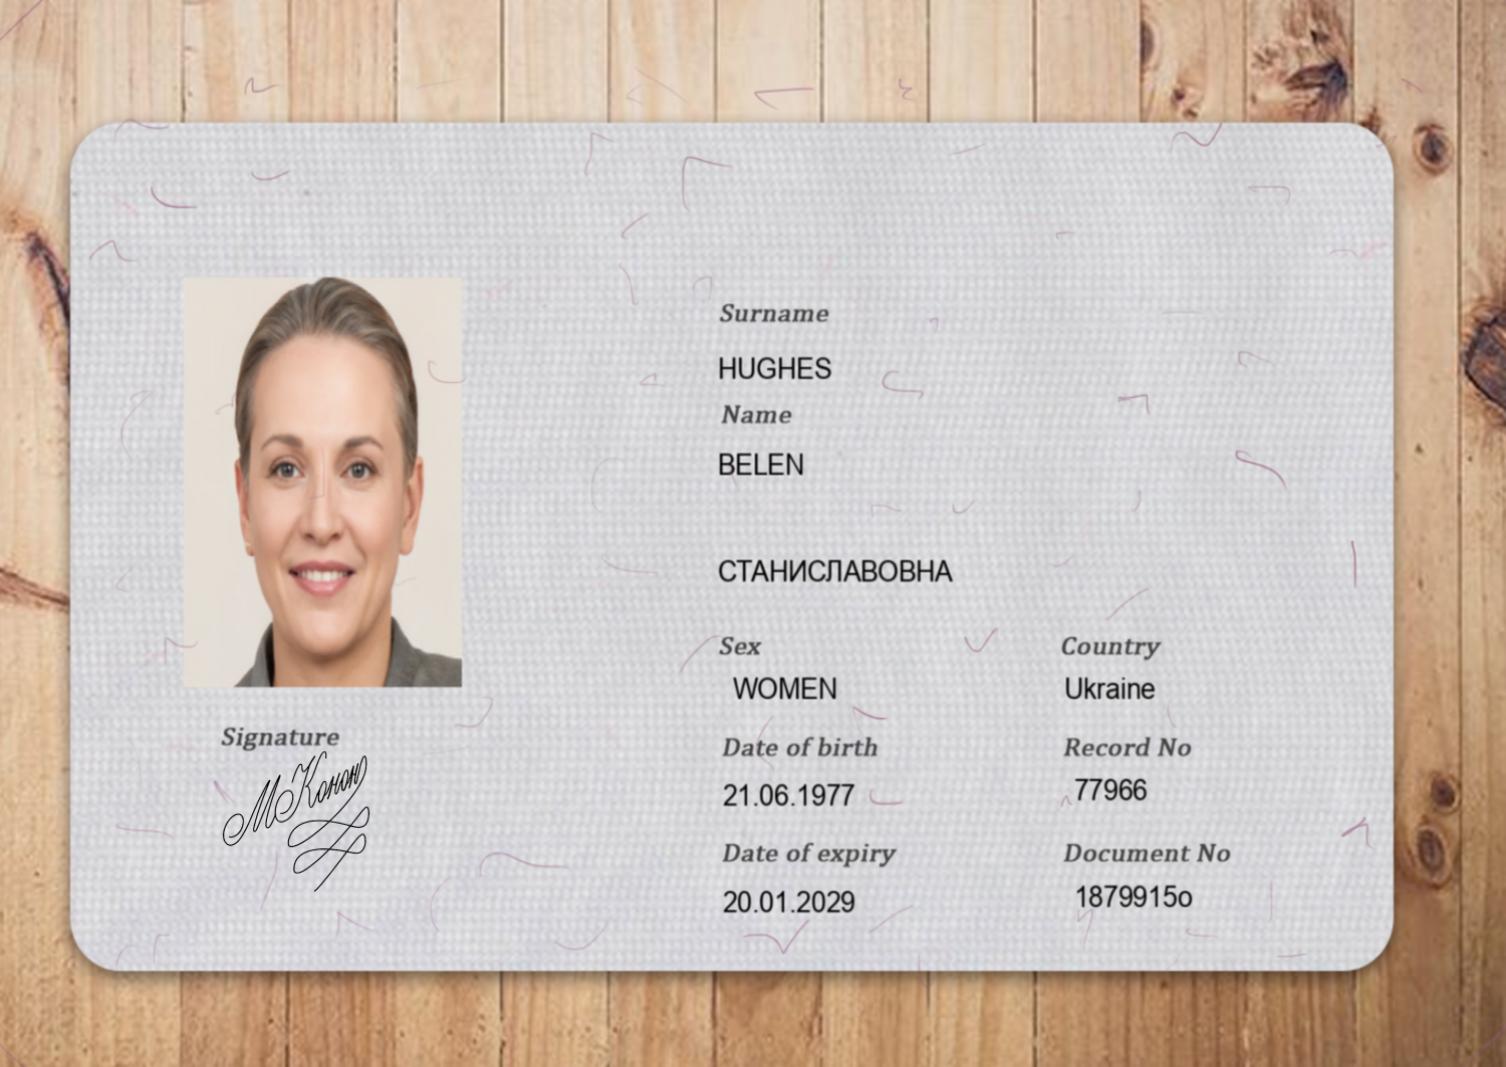 Surname
HUGHES
Name
BELEN
СТАНИСЛАВОВНА
Sex
WOMEN
Country
Ukraine
Date of birth
21.06.1977
Record No
77966
Date of expiry
20.01.2029
Document No
1879915o
Signature
МКонон